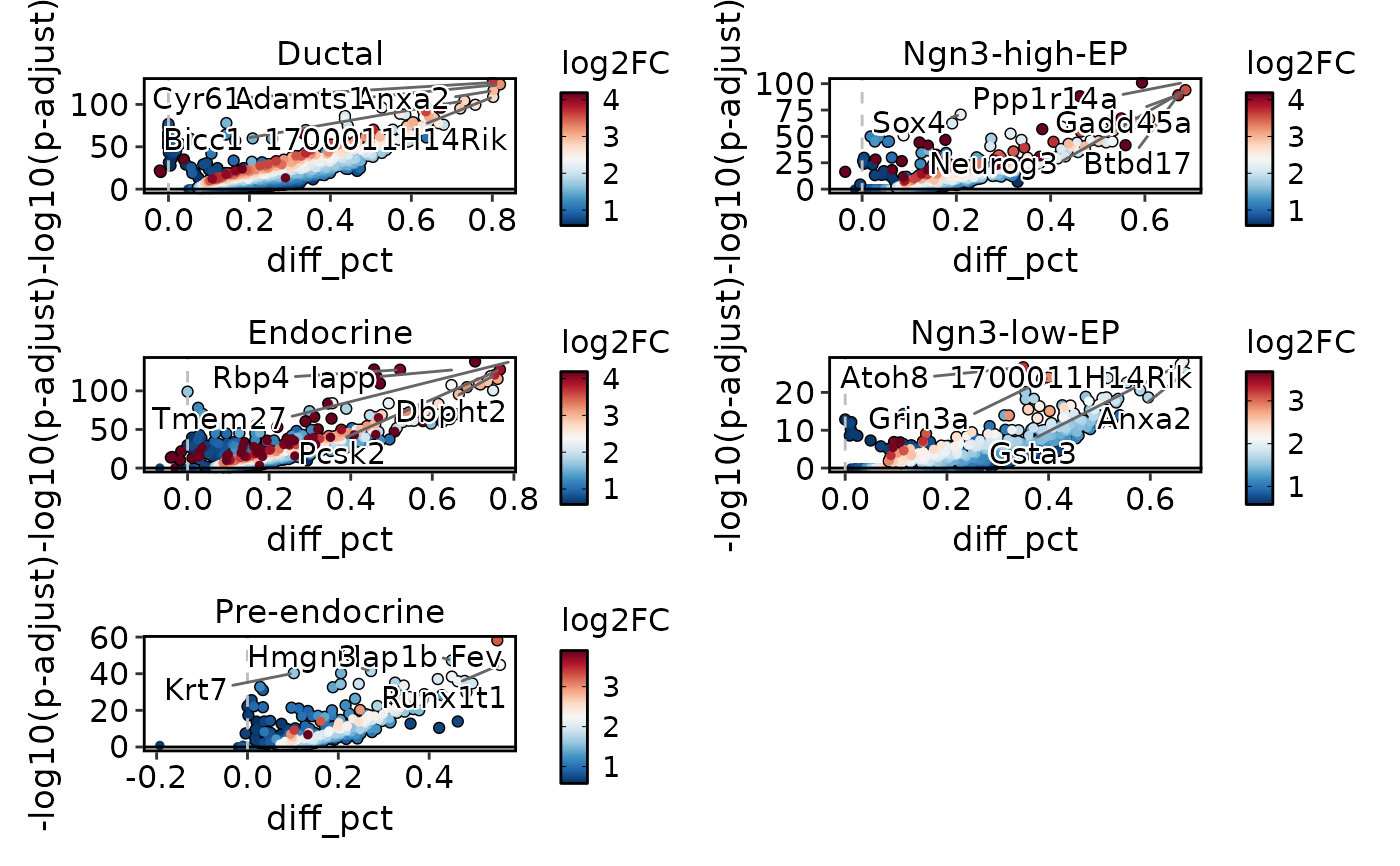 Ductal
-log10(p-adjust)
100
50
0
Cyr61 Adamts1 Anxa2
Bicc1 1700011H14Rik
0.0 0.2 0.4 0.6 0.8
diff_pct
log2FC
4
3
2
1
Ngn3-high-EP
-log10(p-adjust)
100
75
50
25
0
Ppp1r14a
Sox4 Gadd45a
Neurog3 Btbd17
0.0 0.2 0.4 0.6
diff_pct
log2FC
4
3
2
1
Endocrine
-log10(p-adjust)
100
50
0
Rbp4 Iapp
Tmem27 Dbpht2
Pcsk2
0.0 0.2 0.4 0.6 0.8
diff_pct
log2FC
4
3
2
1
Ngn3-low-EP
-log10(p-adjust)
20
10
0
Atoh8 1700011H14Rik
Grin3a Anxa2
Gsta3
0.0 0.2 0.4 0.6
diff_pct
log2FC
3
2
1
Pre-endocrine
-log10(p-adjust)
60
40
20
0
Hmgn3 Map1b Fev
Krt7 Runx1t1
-0.2 0.0 0.2 0.4
diff_pct
log2FC
3
2
1